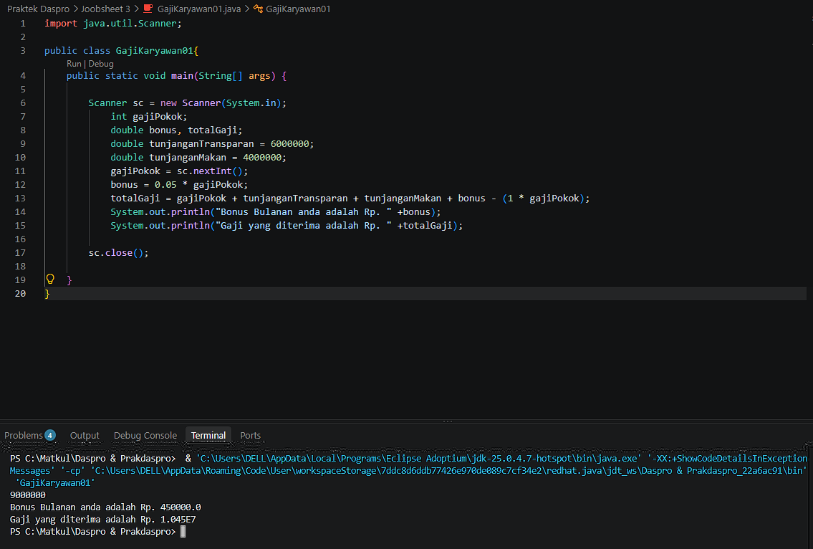 Praktek Daspro > Joobsheet 3 > GajiKaryawan01.java > GajiKaryawan01
1 import java.util.Scanner;
2
3 public class GajiKaryawan01{
Run | Debug
4 public static void main(String[] args) {
5
6 Scanner sc = new Scanner(System.in);
7 int gajiPokok;
8 double bonus, totalGaji;
9 double tunjanganTransparan = 6000000;
10 double tunjanganMakan = 4000000;
11 gajiPokok = sc.nextInt();
12 bonus = 0.05 * gajiPokok;
13 totalGaji = gajiPokok + tunjanganTransparan + tunjanganMakan + bonus - (1 * gajiPokok);
14 System.out.println("Bonus Bulanan anda adalah Rp. " +bonus);
15 System.out.println("Gaji yang diterima adalah Rp. " +totalGaji);
16
17 sc.close();
18
19 }
20 }
Problems 4 Output Debug Console Terminal Ports
PS C:\Matkul\Daspro & Prakdaspro> & 'C:\Users\DELL\AppData\Local\Programs\Eclipse Adoptium\jdk-25.0.4.7-hotspot\bin\java.exe' '-XX:+ShowCodeDetailsInException
Messages' '-cp' 'C:\Users\DELL\AppData\Roaming\Code\User\workspaceStorage\7ddc8d6ddb77426e970de089c7cf34e2\redhat.java\jdt_ws\Daspro & Prakdaspro_22a6ac91\bin'
'GajiKaryawan01'
9000000
Bonus Bulanan anda adalah Rp. 450000.0
Gaji yang diterima adalah Rp. 1.045E7
PS C:\Matkul\Daspro & Prakdaspro>